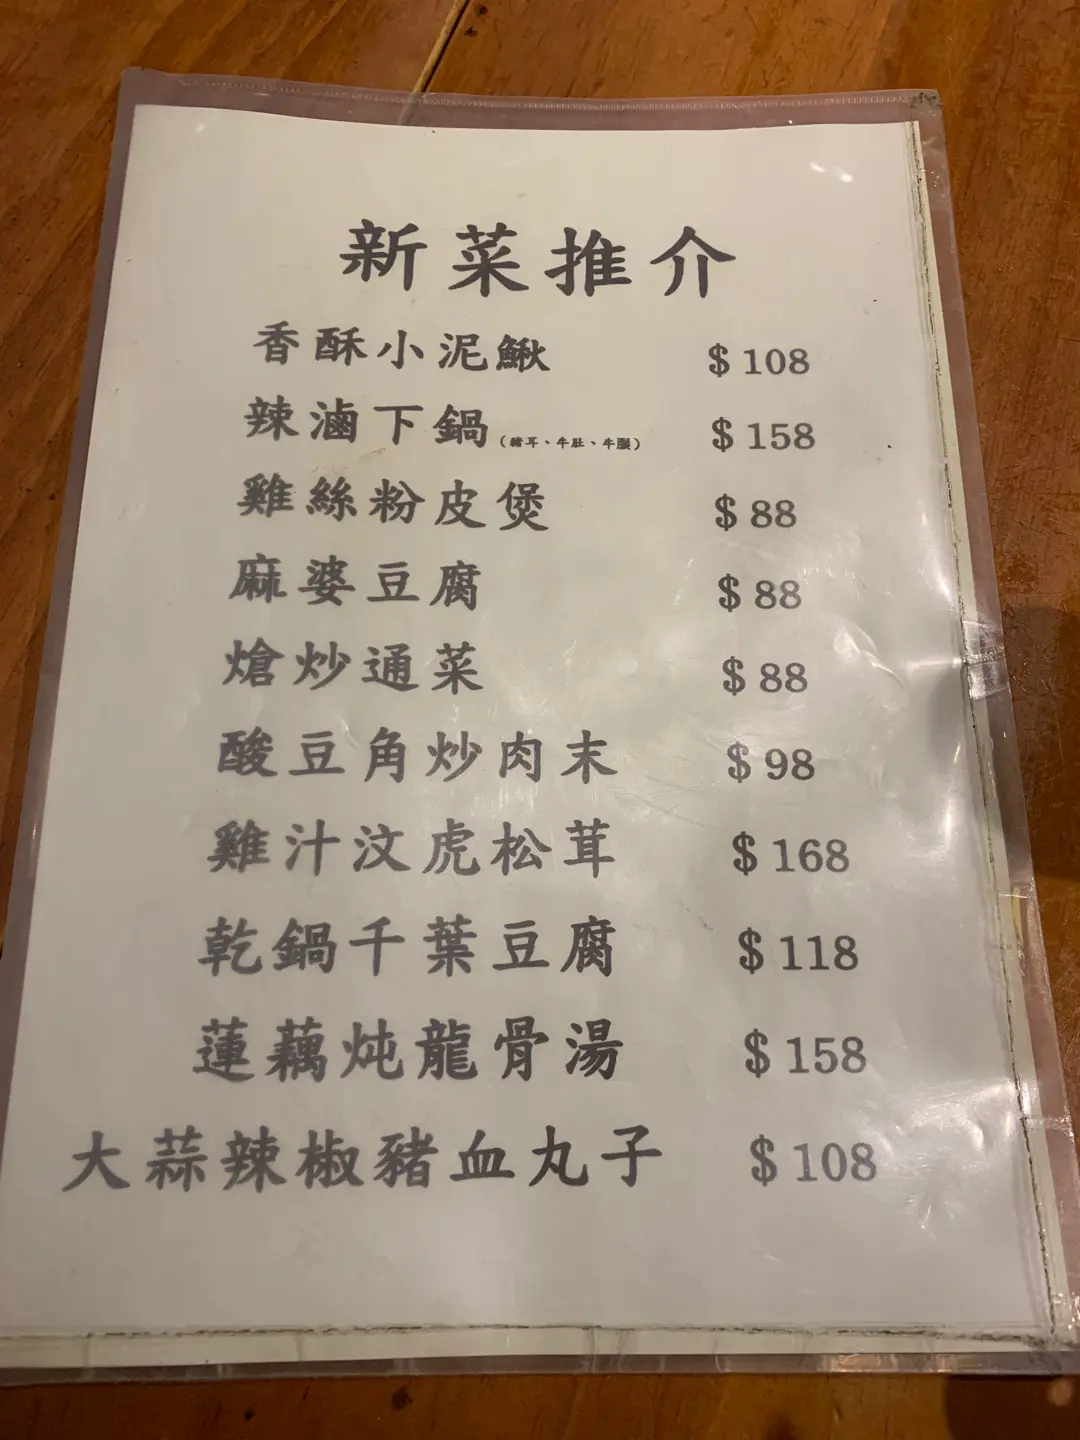 新菜推介
香酥小泥鰍 $108
辣滷下鍋(豬耳、牛肚、牛腱) $158
雞絲粉皮煲 $88
麻婆豆腐 $88
熗炒通菜 $88
酸豆角炒肉末 $98
雞汁汶虎松茸 $168
乾鍋千葉豆腐 $118
蓮藕炖龍骨湯 $158
大蒜辣椒豬血丸子 $108